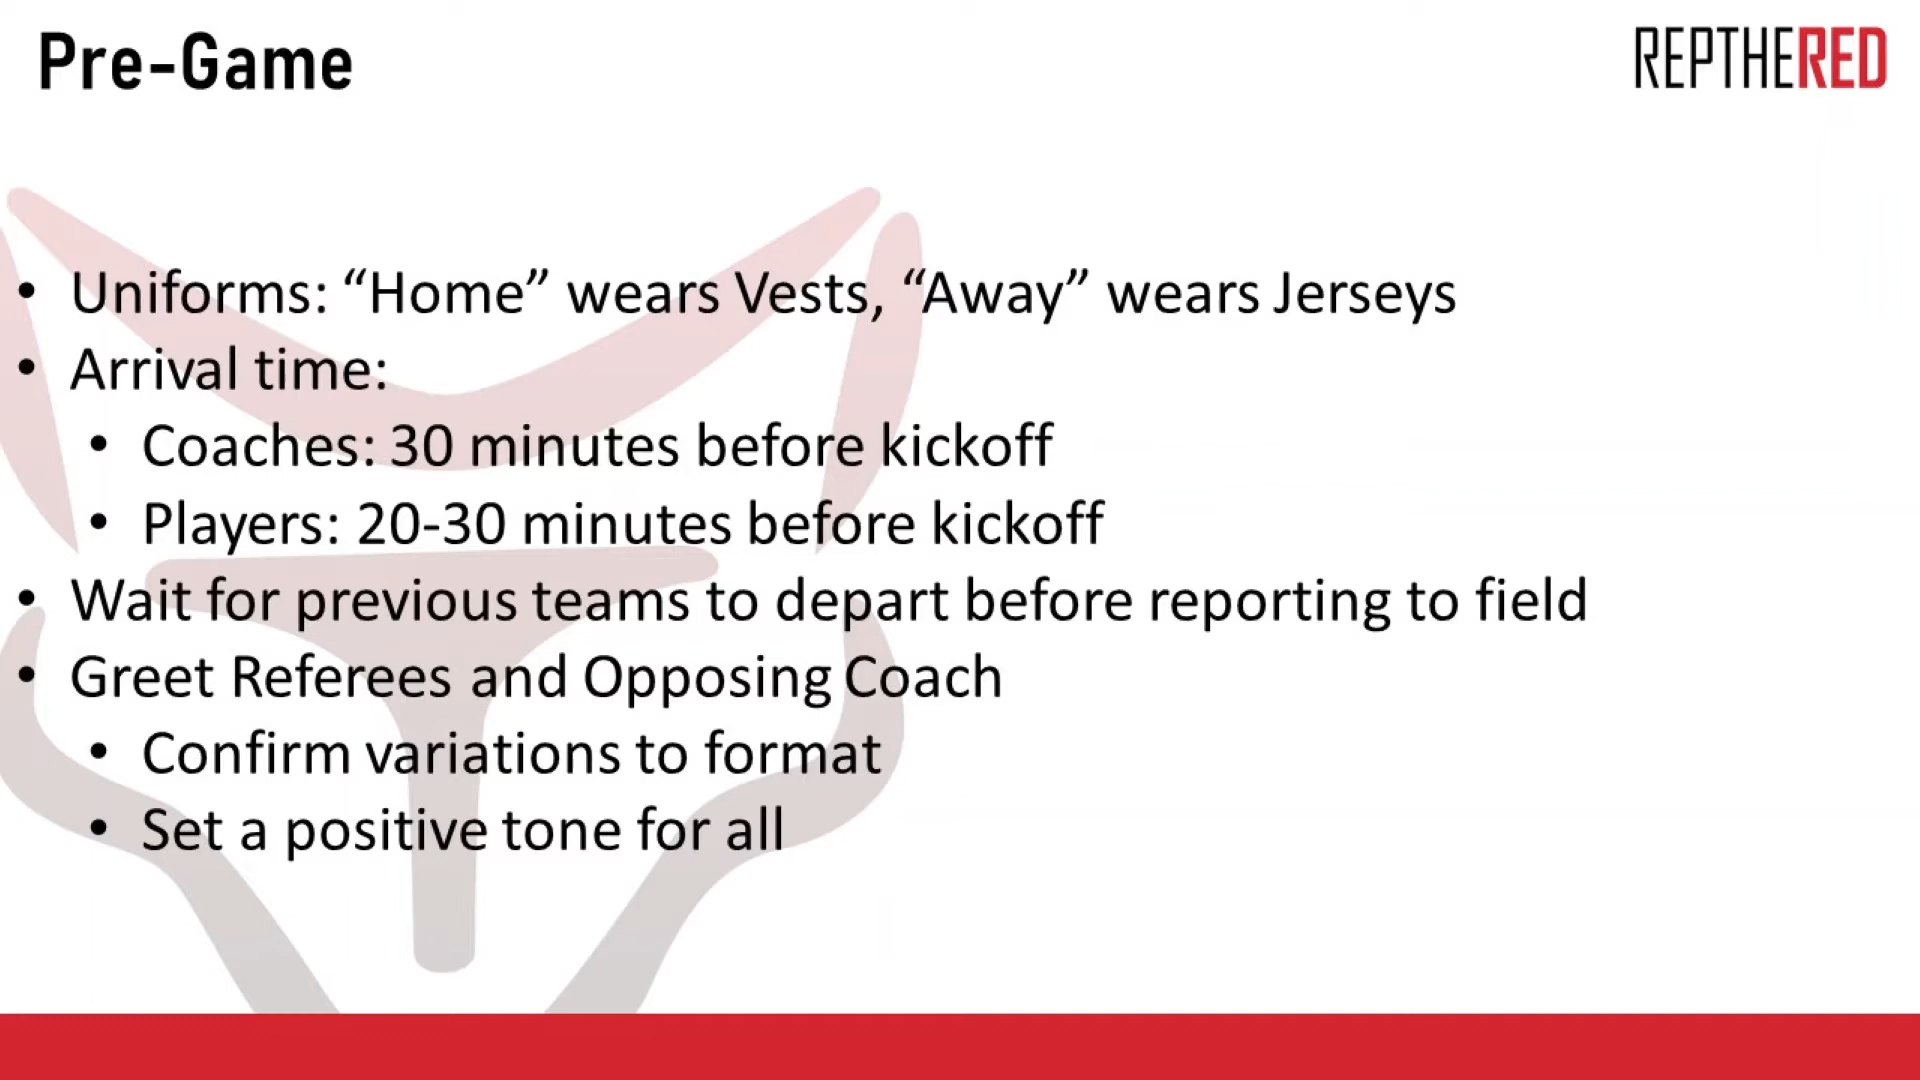 Pre-Game
REPTHERED
• Uniforms: “Home” wears Vests, “Away” wears Jerseys
• Arrival time:
• Coaches: 30 minutes before kickoff
• Players: 20-30 minutes before kickoff
• Wait for previous teams to depart before reporting to field
• Greet Referees and Opposing Coach
• Confirm variations to format
• Set a positive tone for all